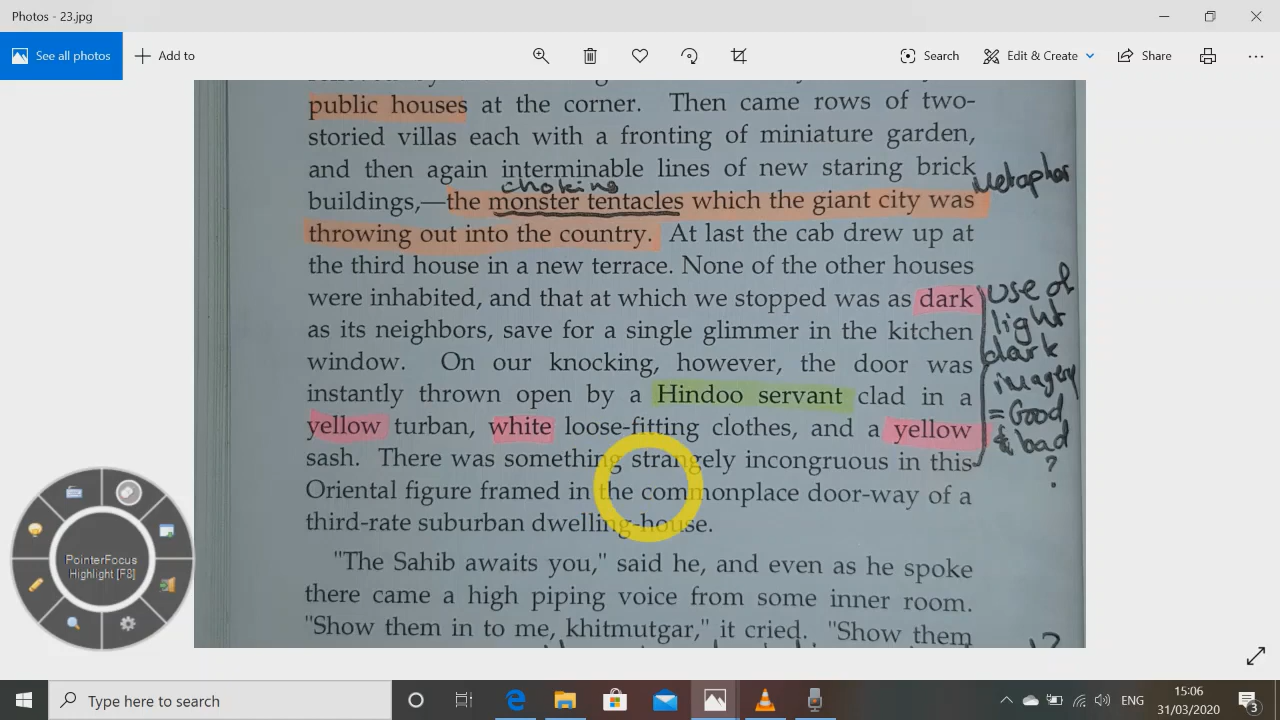 Photos - 23.jpg
See all photos
Add to
Search
Edit & Create
Share
public houses at the corner. Then came rows of two-
storied villas each with a fronting of miniature garden,
and then again interminable lines of new staring brick
choking
Metaphor
buildings,—the monster tentacles which the giant city was
throwing out into the country. At last the cab drew up at
the third house in a new terrace. None of the other houses
were inhabited, and that at which we stopped was as dark
as its neighbors, save for a single glimmer in the kitchen
window. On our knocking, however, the door was
instantly thrown open by a Hindoo servant clad in a
yellow turban, white loose-fitting clothes, and a yellow
sash. There was something strangely incongruous in this
Oriental figure framed in the commonplace door-way of a
third-rate suburban dwelling-house.
use of
light
dark
imagery
= Good
& bad
?
"The Sahib awaits you," said he, and even as he spoke
there came a high piping voice from some inner room.
"Show them in to me, khitmutgar," it cried. "Show them
PointerFocus
Highlight [F8]
Type here to search
ENG
15:06
31/03/2020
3